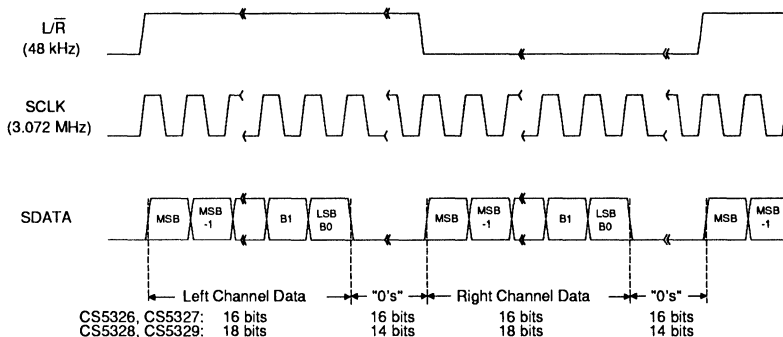 L/R
(48 kHz)
SCLK
(3.072 MHz)
SDATA
MSB MSB -1 B1 LSB B0 MSB MSB -1 B1 LSB B0 MSB MSB -1
Left Channel Data "0's" Right Channel Data "0's"
CS5326, CS5327: 16 bits 16 bits 16 bits 16 bits
CS5328, CS5329: 18 bits 14 bits 18 bits 14 bits